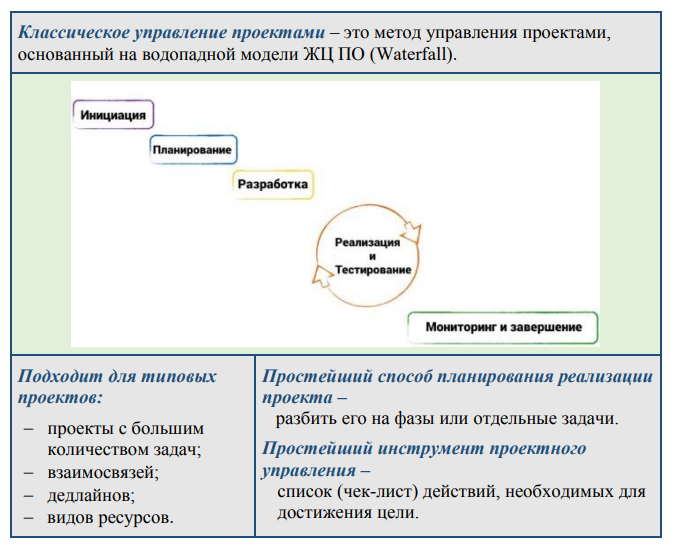 Классическое управление проектами – это метод управления проектами,
основанный на водопадной модели ЖЦ ПО (Waterfall).
Инициация
Планирование
Разработка
Реализация
и
Тестирование
Мониторинг и завершение
Подходит для типовых
проектов:
– проекты с большим
количеством задач;
– взаимосвязей;
– дедлайнов;
– видов ресурсов.
Простейший способ планирования реализации
проекта –
разбить его на фазы или отдельные задачи.
Простейший инструмент проектного
управления –
список (чек-лист) действий, необходимых для
достижения цели.